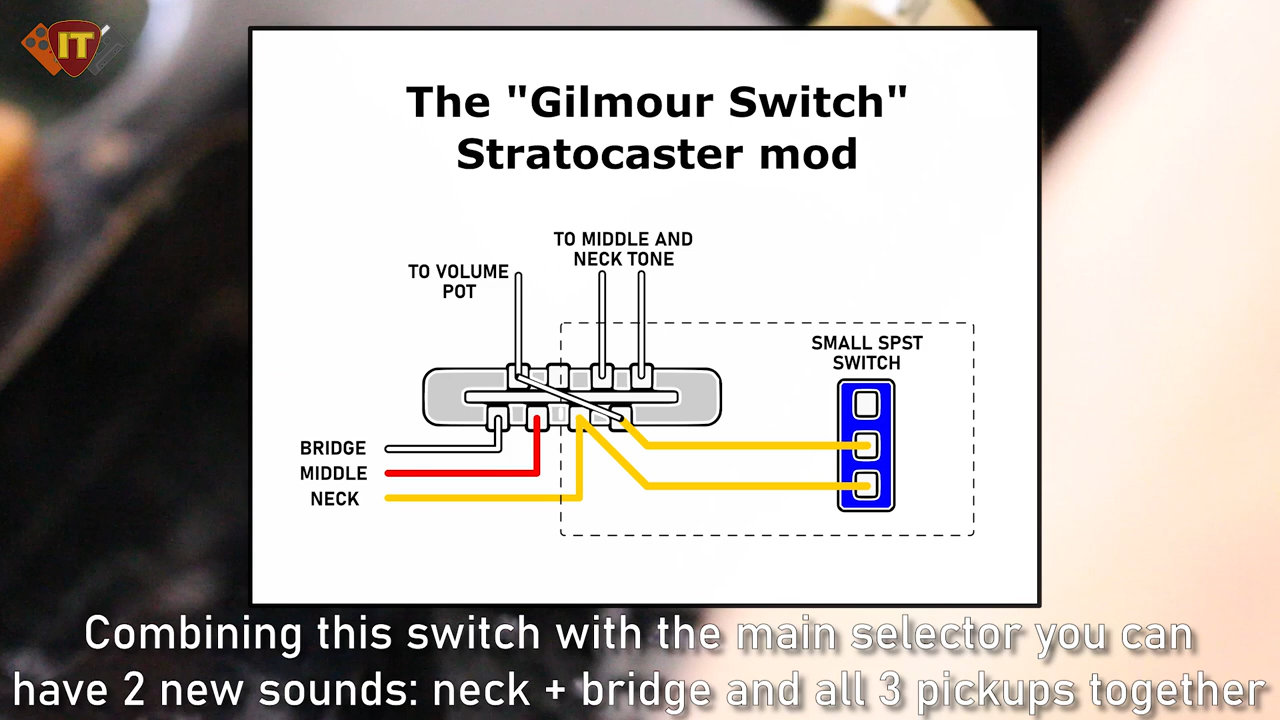 IT
The "Gilmour Switch"
Stratocaster mod
TO MIDDLE AND
NECK TONE
TO VOLUME
POT
SMALL SPST
SWITCH
BRIDGE
MIDDLE
NECK
Combining this switch with the main selector you can
have 2 new sounds: neck + bridge and all 3 pickups together